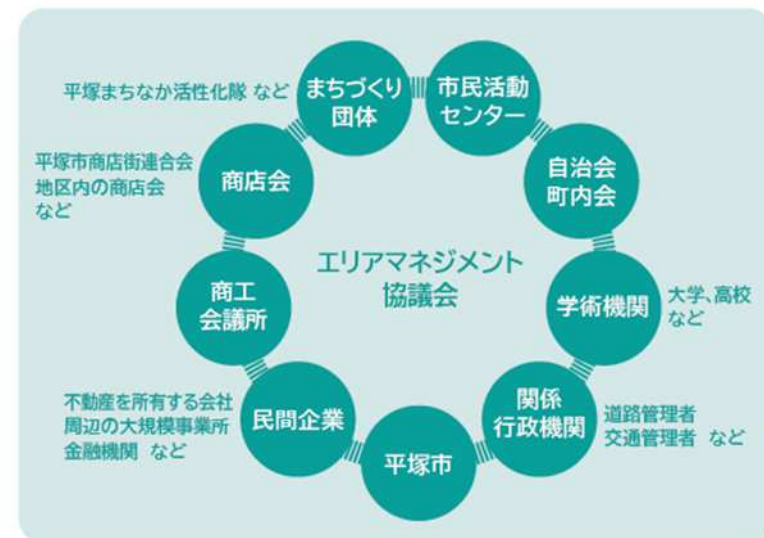 平塚まちなか活性化隊 など
まちづくり
団体
市民活動
センター
平塚市商店街連合会
地区内の商店会
など
商店会
自治会
町内会
エリアマネジメント
協議会
商工
会議所
学術機関
大学、高校
など
不動産を所有する会社
周辺の大規模事業所
金融機関 など
民間企業
平塚市
関係
行政機関
道路管理者
交通管理者 など